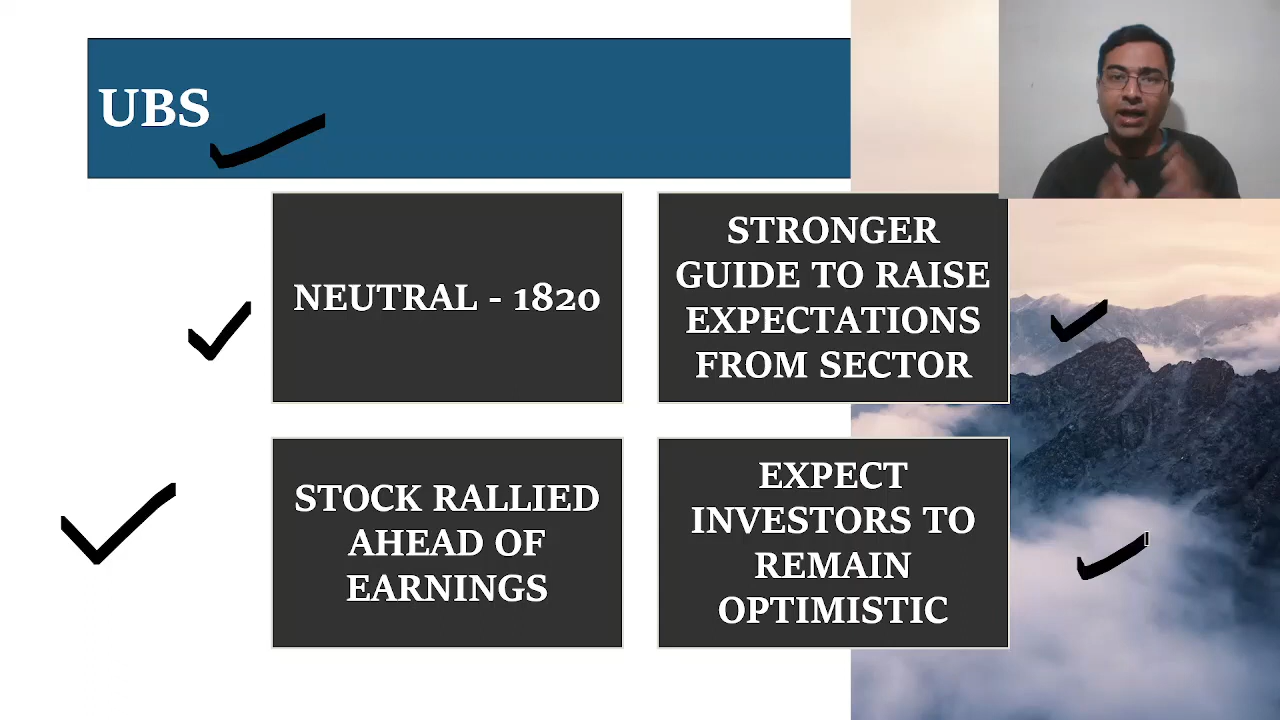 UBS
NEUTRAL - 1820
STRONGER
GUIDE TO RAISE
EXPECTATIONS
FROM SECTOR
STOCK RALLIED
AHEAD OF
EARNINGS
EXPECT
INVESTORS TO
REMAIN
OPTIMISTIC